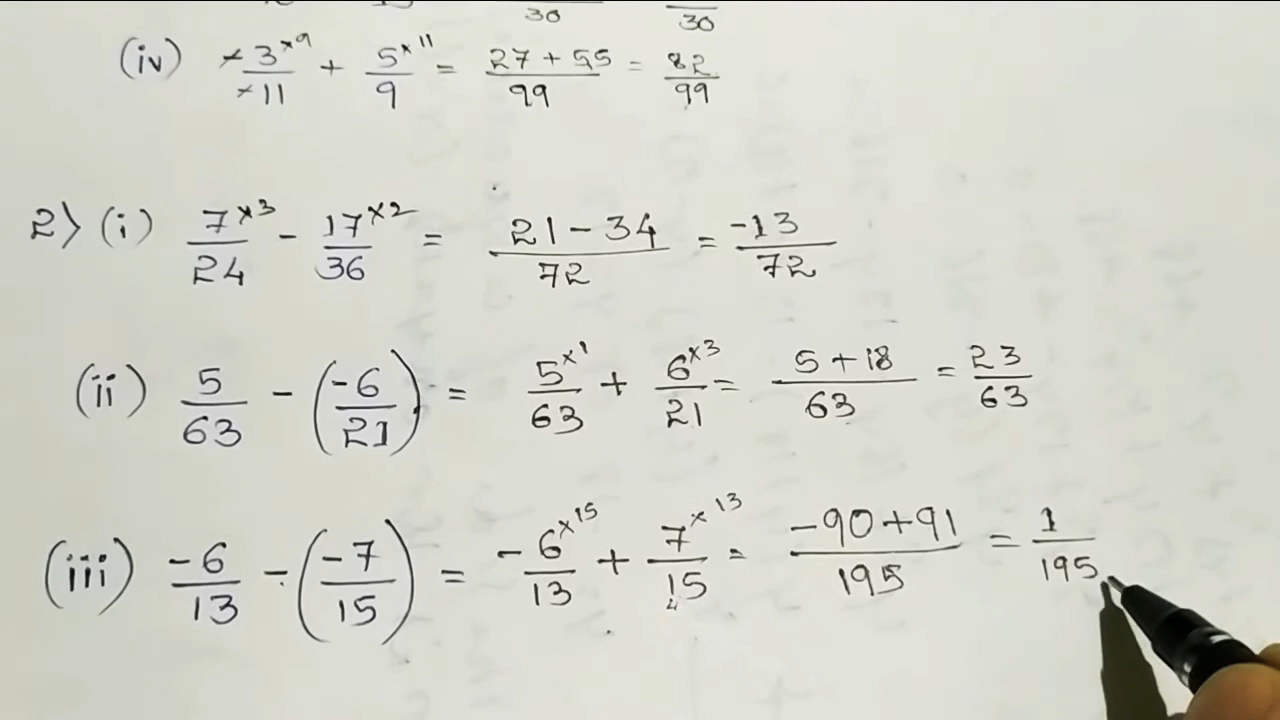 30 30
(iv) -3×9/-11 + 5×11/9 = 27 + 55/99 = 82/99
2) (i) 7×3/24 - 17×2/36 = 21 - 34/72 = -13/72
(ii) 5/63 - (-6/21) = 5×1/63 + 6×3/21 = 5 + 18/63 = 23/63
(iii) -6/13 - (-7/15) = -6×15/13 + 7×13/15 = -90 + 91/195 = 1/195